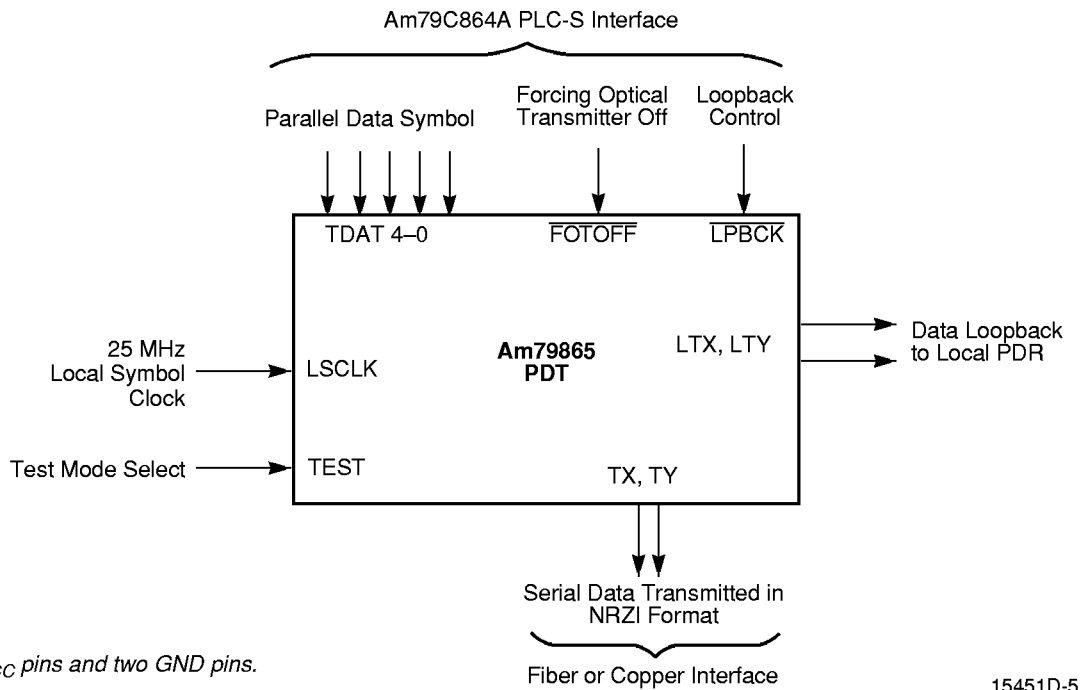 Am79C864A PLC-S Interface
Parallel Data Symbol
Forcing Optical
Transmitter Off
Loopback
Control
TDAT 4–0
FOTOFF
LPBCK
25 MHz
Local Symbol
Clock
LSCLK
Am79865
PDT
LTX, LTY
Data Loopback
to Local PDR
Test Mode Select
TEST
TX, TY
Serial Data Transmitted in
NRZI Format
Fiber or Copper Interface
CC pins and two GND pins.
15451D-5